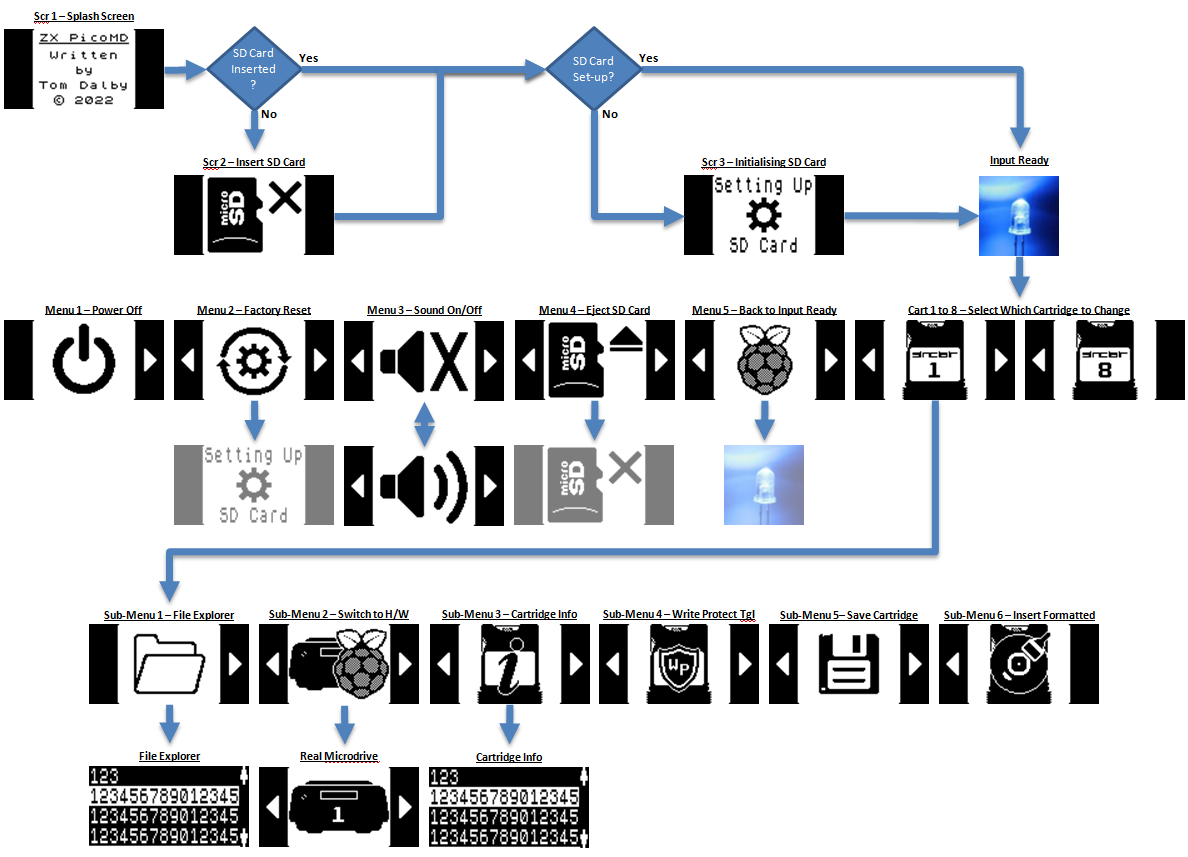 Scr 1 – Splash Screen
ZX PicoMD
Written
by
Tom Dalby
© 2022
SD Card
Inserted
?
Yes
No
SD Card
Set-up?
Yes
No
Scr 2 – Insert SD Card
micro
SD
Scr 3 – Initialising SD Card
Setting Up
SD Card
Input Ready
Menu 1 – Power Off
Menu 2 – Factory Reset
Menu 3 – Sound On/Off
Menu 4 – Eject SD Card
Menu 5 – Back to Input Ready
Cart 1 to 8 – Select Which Cartridge to Change
micro
SD
1
8
Setting Up
SD Card
micro
SD
Sub-Menu 1 – File Explorer
Sub-Menu 2 – Switch to H/W
Sub-Menu 3 – Cartridge Info
Sub-Menu 4 – Write Protect Tgl
Sub-Menu 5 – Save Cartridge
Sub-Menu 6 – Insert Formatted
i
WP
File Explorer
Real Microdrive
Cartridge Info
123
123456789012345
123456789012345
123456789012345
1
123
123456789012345
123456789012345
123456789012345